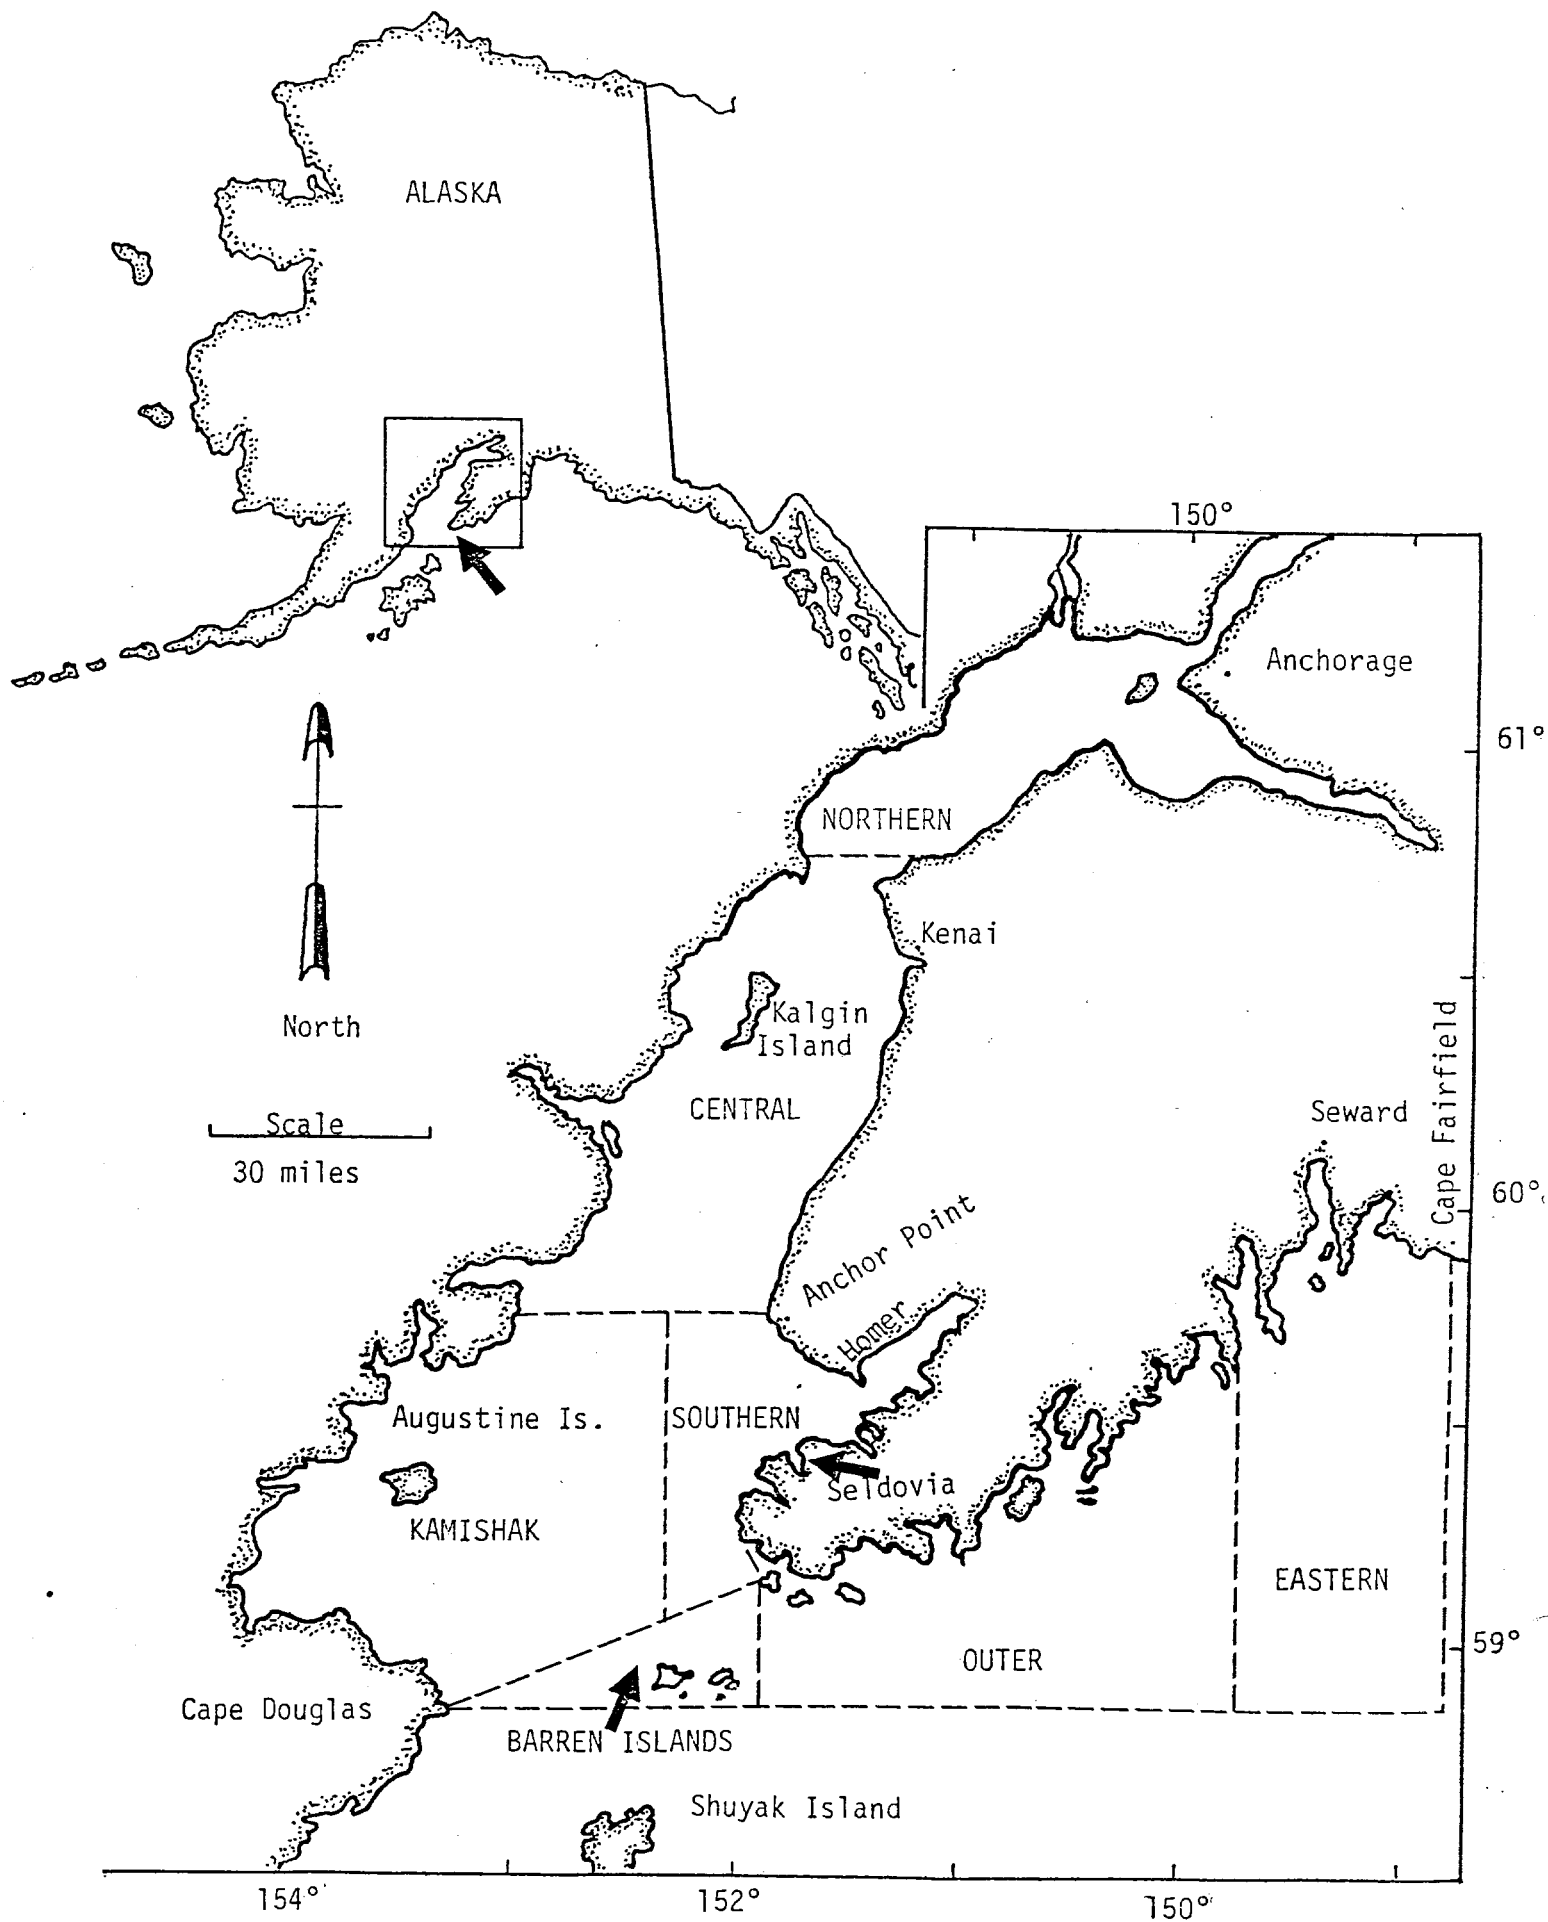 ALASKA
150°
Anchorage
61°
NORTHERN
Kenai
Kalgin
Island
North
CENTRAL
Scale
30 miles
Seward
Cape Fairfield
60°
Anchor Point
Homer
Augustine Is.
SOUTHERN
Seldovia
KAMISHAK
EASTERN
59°
OUTER
Cape Douglas
BARREN ISLANDS
Shuyak Island
154°
152°
150°